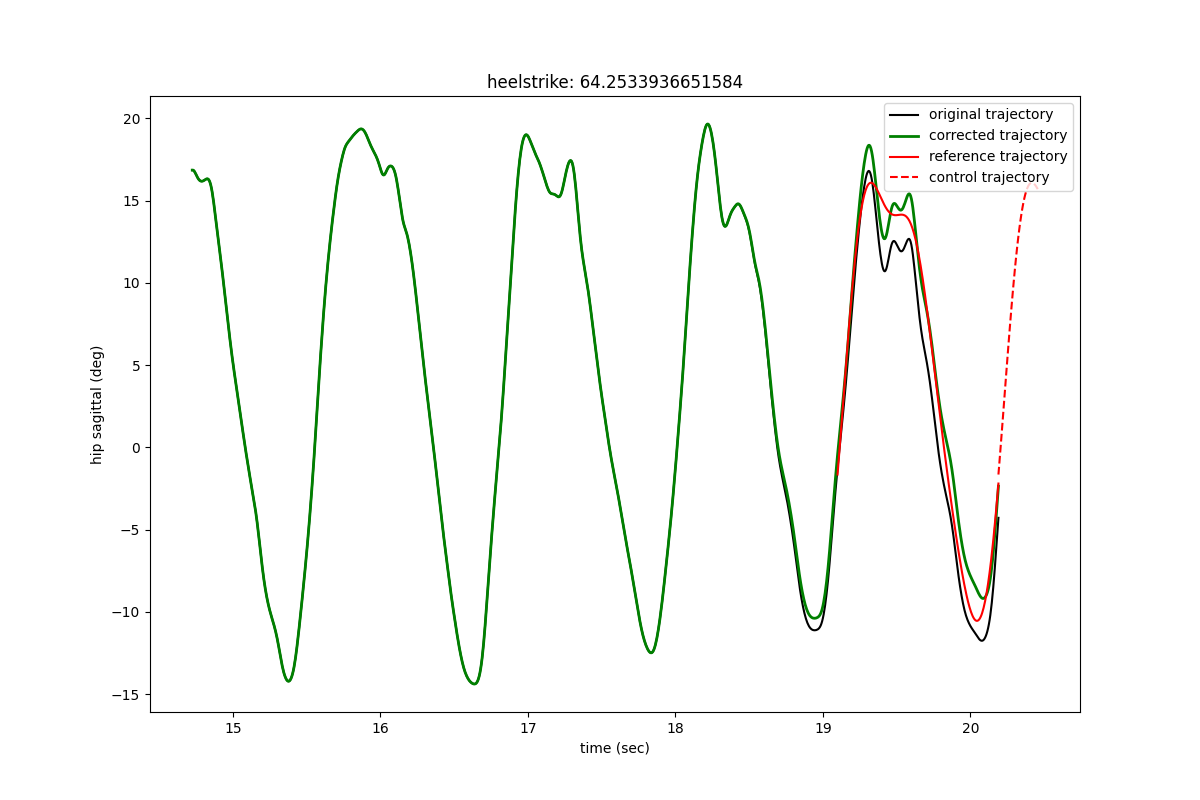 heelstrike: 64.2533936651584
original trajectory
corrected trajectory
reference trajectory
control trajectory
20
15
10
5
0
−5
−10
−15
hip sagittal (deg)
15 16 17 18 19 20
time (sec)